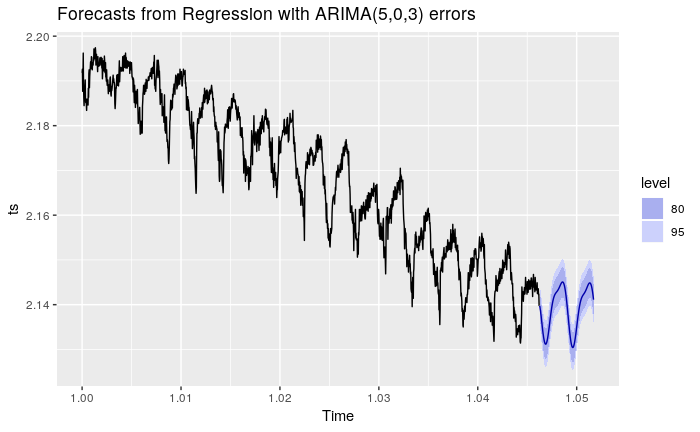 Forecasts from Regression with ARIMA(5,0,3) errors
2.20
2.18
2.16
2.14
ts
1.00 1.01 1.02 1.03 1.04 1.05
Time
level
80
95